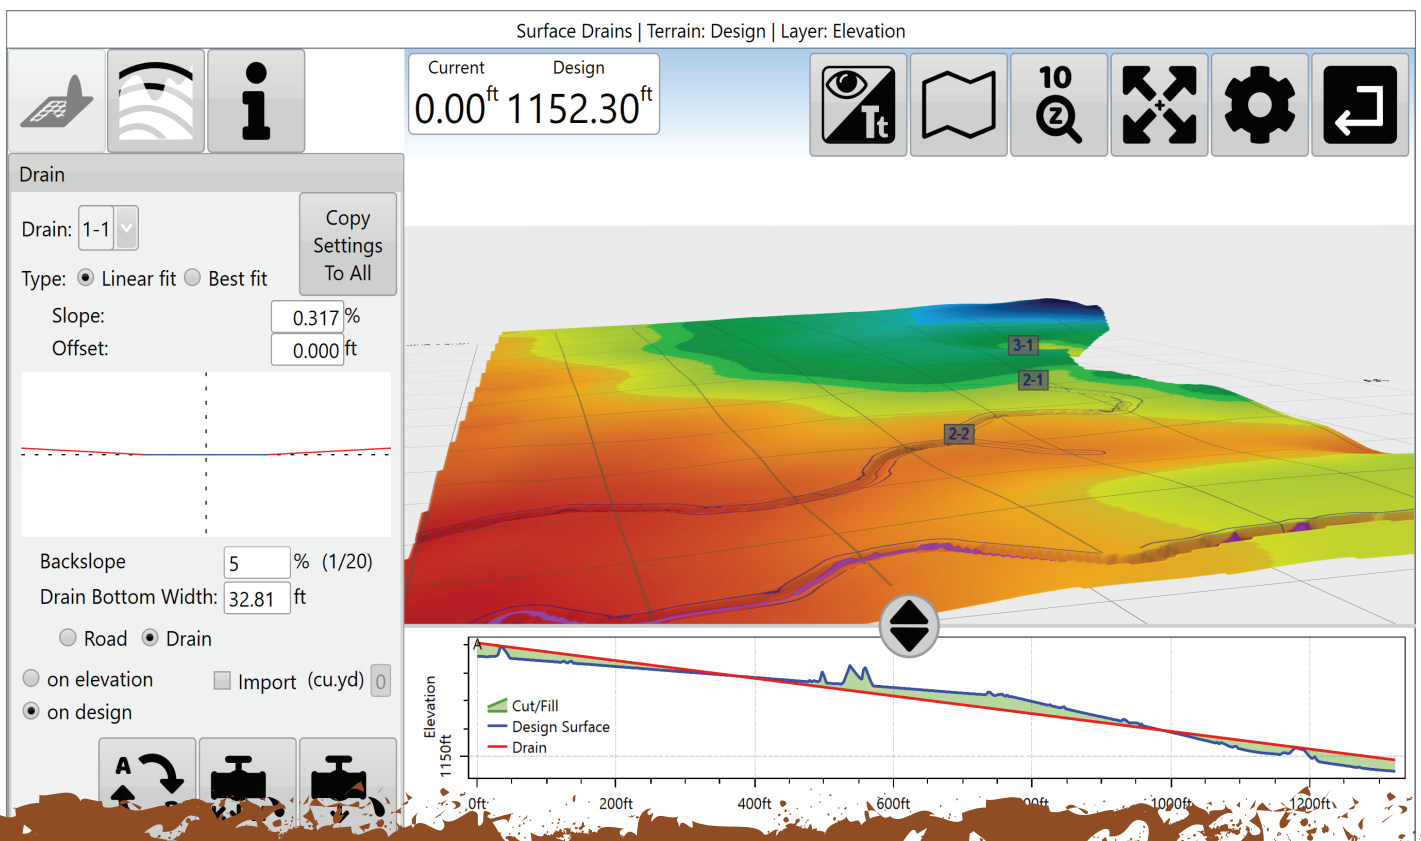 Surface Drains | Terrain: Design | Layer: Elevation
Current Design
0.00ft 1152.30ft
Tt
10
Z
Drain
Drain: 1-1
Copy
Settings
To All
Type: Linear fit Best fit
Slope: 0.317 %
Offset: 0.000 ft
Backslope 5 % (1/20)
Drain Bottom Width: 32.81 ft
Road Drain
on elevation Import (cu.yd) 0
on design
A
3-1
2-1
2-2
A
Elevation
1150ft
Cut/Fill
Design Surface
Drain
0ft 200ft 400ft 600ft 1000ft 1200ft